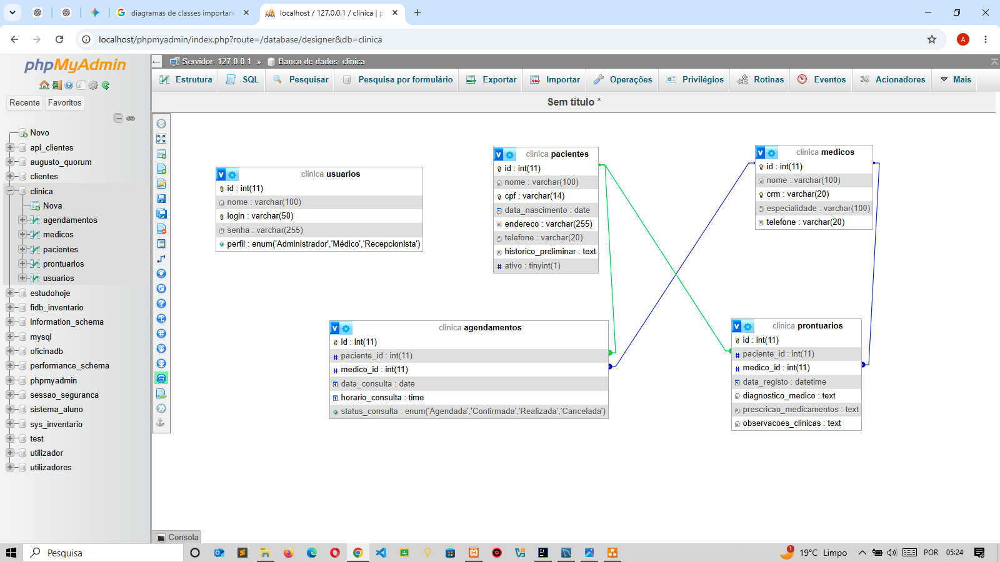 diagramas de classes importan
localhost / 127.0.0.1 / clinica | p
localhost/phpmyadmin/index.php?route=/database/designer&db=clinica
A
phpMyAdmin
Recente
Favoritos
Novo
api_clientes
augusto_quorum
clientes
clinica
Nova
agendamentos
medicos
pacientes
prontuarios
usuarios
estudohoje
fidb_inventario
information_schema
mysql
oficinadb
performance_schema
phpmyadmin
sessao_seguranca
sistema_aluno
sys_inventario
test
utilizador
utilizadores
Servidor: 127.0.0.1 » Banco de dados: clinica
Estrutura SQL Pesquisar Pesquisa por formulário Exportar Importar Operações Privilégios Rotinas Eventos Acionadores Mais
Sem título *
V clinica usuarios
id : int(11)
nome : varchar(100)
login : varchar(50)
senha : varchar(255)
perfil : enum('Administrador','Médico','Recepcionista')
V clinica pacientes
id : int(11)
nome : varchar(100)
cpf : varchar(14)
data_nascimento : date
endereco : varchar(255)
telefone : varchar(20)
historico_preliminar : text
# ativo : tinyint(1)
V clinica medicos
id : int(11)
nome : varchar(100)
crm : varchar(20)
especialidade : varchar(100)
telefone : varchar(20)
V clinica agendamentos
id : int(11)
# paciente_id : int(11)
# medico_id : int(11)
data_consulta : date
horario_consulta : time
status_consulta : enum('Agendada','Confirmada','Realizada','Cancelada')
V clinica prontuarios
id : int(11)
# paciente_id : int(11)
# medico_id : int(11)
data_registo : datetime
diagnostico_medico : text
prescricao_medicamentos : text
observacoes_clinicas : text
Consola
Pesquisa
1
19°C Limpo
POR
05:24